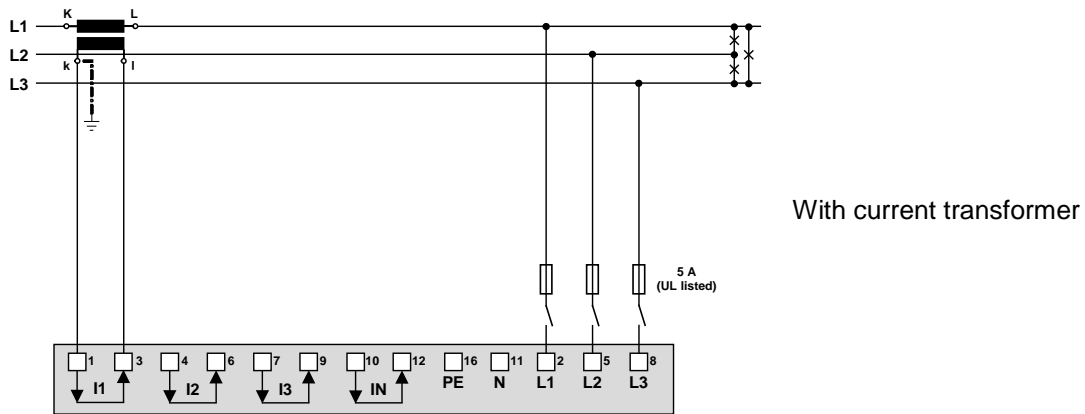 K L
L1
L2
k l
L3
With current transformer
5 A
(UL listed)
1 3 4 6 7 9 10 12 16 11 2 5 8
I1 I2 I3 IN PE N L1 L2 L3